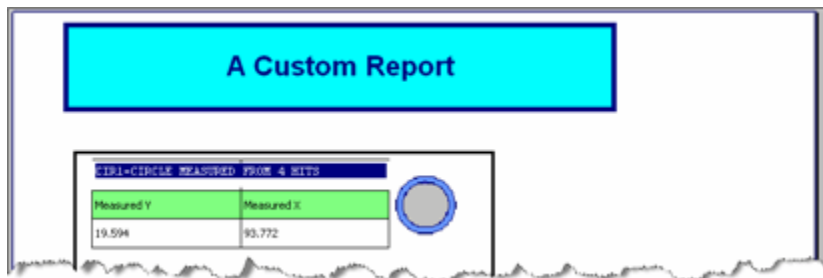 A Custom Report
CIR1=CIRCLE MEASURED FROM 4 HITS
Measured Y Measured X
19.594 93.772